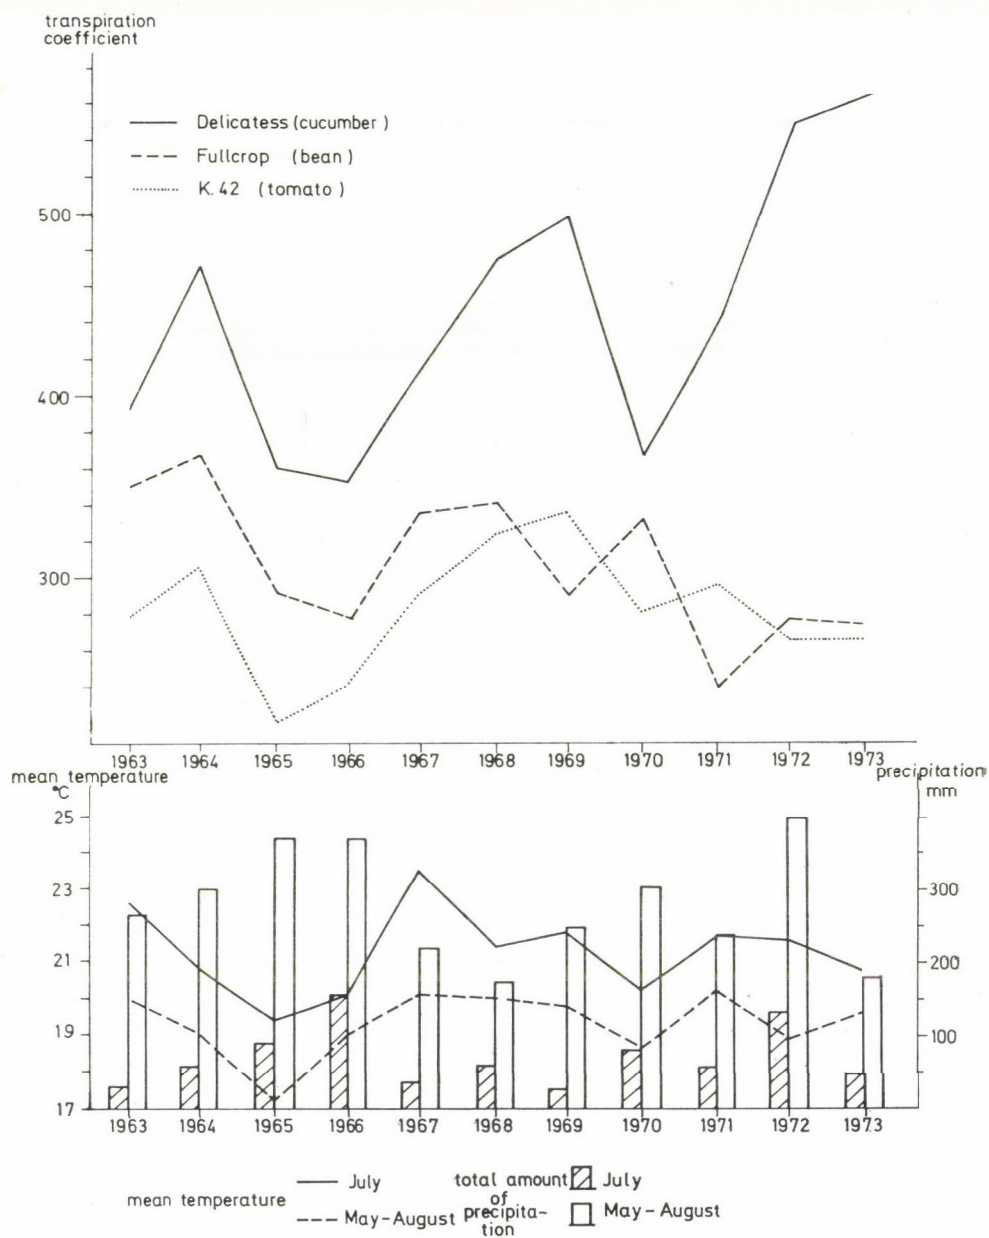 transpiration
coefficient
Delicatess (cucumber)
Fullcrop (bean)
K.42 (tomato)
500
400
300
1963 1964 1965 1966 1967 1968 1969 1970 1971 1972 1973
mean temperature
°C
precipitation
mm
25
23
21
19
17
300
200
100
1963 1964 1965 1966 1967 1968 1969 1970 1971 1972 1973
mean temperature
July
May-August
total amount
of
precipita-
tion
July
May-August